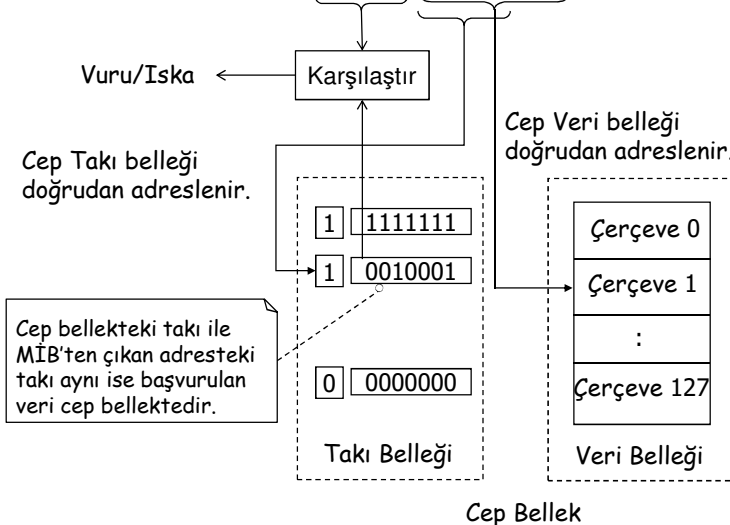 Vuru/Iska
Karşılaştır
Cep Veri belleği
doğrudan adreslenir.
Cep Takı belleği
doğrudan adreslenir.
1 1111111
1 0010001
0 0000000
Takı Belleği
Çerçeve 0
Çerçeve 1
:
Çerçeve 127
Veri Belleği
Cep bellekteki takı ile
MİB'ten çıkan adresteki
takı aynı ise başvurulan
veri cep bellektedir.
Cep Bellek